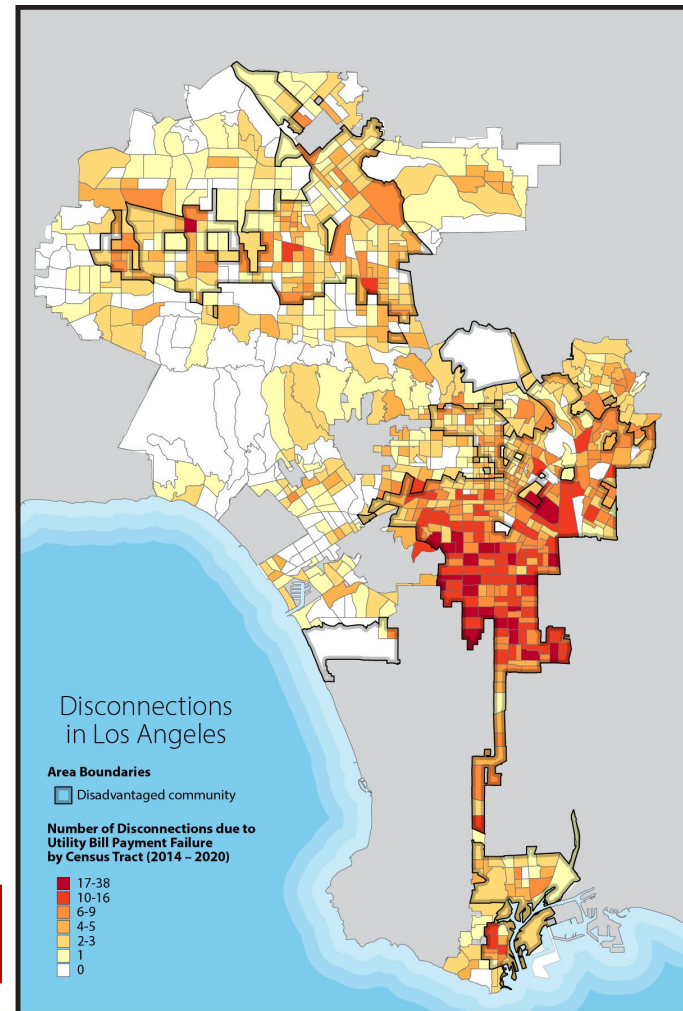 Disconnections
in Los Angeles
Area Boundaries
Disadvantaged community
Number of Disconnections due to
Utility Bill Payment Failure
by Census Tract (2014 – 2020)
17-38
10-16
6-9
4-5
2-3
1
0